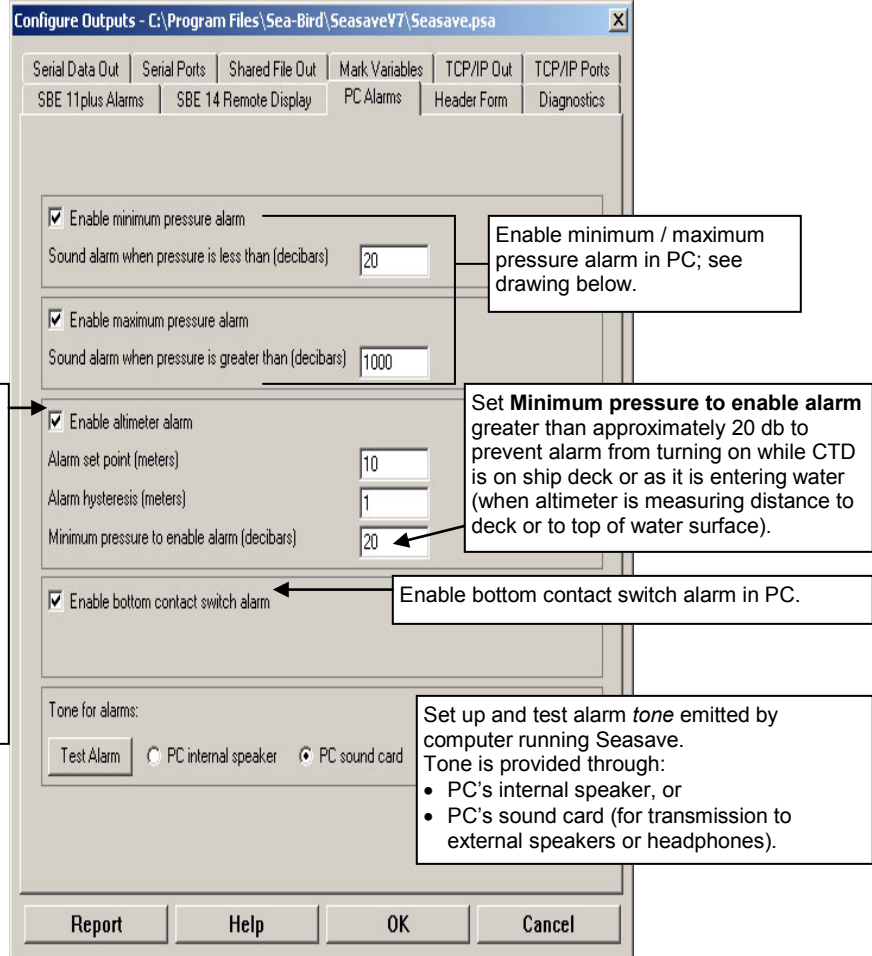 Configure Outputs - C:\Program Files\Sea-Bird\SeasaveV7\Seasave.psa
Serial Data Out Serial Ports Shared File Out Mark Variables TCP/IP Out TCP/IP Ports
SBE 11plus Alarms SBE 14 Remote Display PC Alarms Header Form Diagnostics
Enable minimum pressure alarm
Sound alarm when pressure is less than (decibars) 20
Enable maximum pressure alarm
Sound alarm when pressure is greater than (decibars) 1000
Enable minimum / maximum
pressure alarm in PC; see
drawing below.
Enable altimeter alarm
Alarm set point (meters) 10
Alarm hysteresis (meters) 1
Minimum pressure to enable alarm (decibars) 20
Set Minimum pressure to enable alarm
greater than approximately 20 db to
prevent alarm from turning on while CTD
is on ship deck or as it is entering water
(when altimeter is measuring distance to
deck or to top of water surface).
Enable bottom contact switch alarm
Enable bottom contact switch alarm in PC.
Tone for alarms:
Test Alarm PC internal speaker PC sound card
Set up and test alarm tone emitted by
computer running Seasave.
Tone is provided through:
• PC's internal speaker, or
• PC's sound card (for transmission to
external speakers or headphones).
Report Help OK Cancel